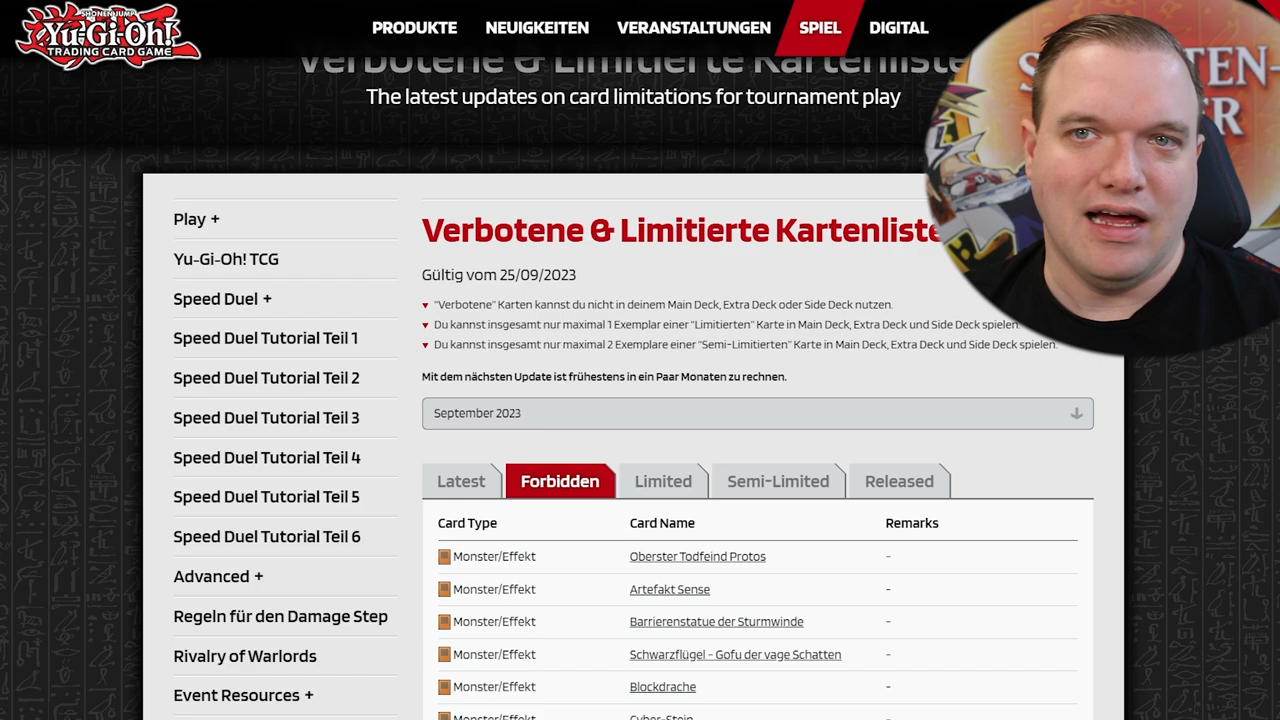 SHONEN JUMP
Yu-Gi-Oh!
TRADING CARD GAME
PRODUKTE
NEUIGKEITEN
VERANSTALTUNGEN
SPIEL
DIGITAL
Verbotene & Limitierte Kartenliste
The latest updates on card limitations for tournament play
Play +
Yu-Gi-Oh! TCG
Speed Duel +
Speed Duel Tutorial Teil 1
Speed Duel Tutorial Teil 2
Speed Duel Tutorial Teil 3
Speed Duel Tutorial Teil 4
Speed Duel Tutorial Teil 5
Speed Duel Tutorial Teil 6
Advanced +
Regeln für den Damage Step
Rivalry of Warlords
Event Resources +
Verbotene & Limitierte Kartenliste
Gültig vom 25/09/2023
"Verbotene" Karten kannst du nicht in deinem Main Deck, Extra Deck oder Side Deck nutzen.
Du kannst insgesamt nur maximal 1 Exemplar einer "Limitierten" Karte in Main Deck, Extra Deck und Side Deck spielen.
Du kannst insgesamt nur maximal 2 Exemplare einer "Semi-Limitierten" Karte in Main Deck, Extra Deck und Side Deck spielen.
Mit dem nächsten Update ist frühestens in ein Paar Monaten zu rechnen.
September 2023
Latest
Forbidden
Limited
Semi-Limited
Released
Card Type Card Name Remarks
Monster/Effekt Oberster Todfeind Protos -
Monster/Effekt Artefakt Sense -
Monster/Effekt Barrierenstatue der Sturmwinde -
Monster/Effekt Schwarzflügel - Gofu der vage Schatten -
Monster/Effekt Blockdrache -
Monster/Effekt Cyber-Stein -